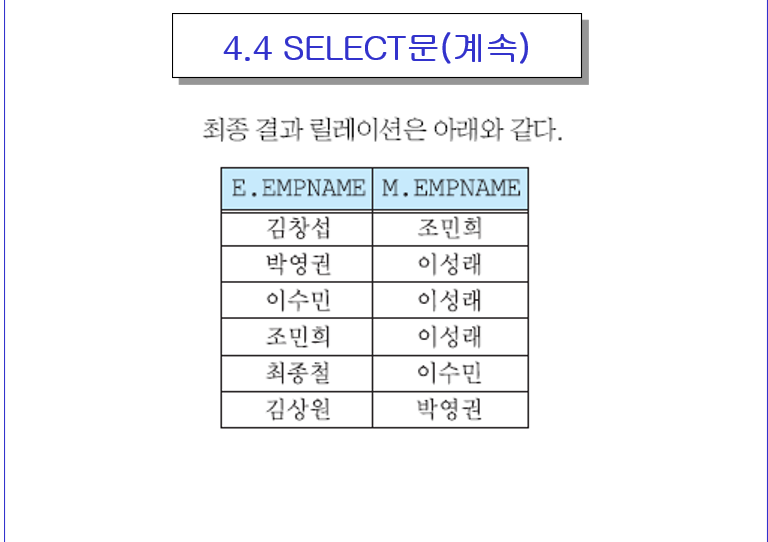 4.4 SELECT문(계속)
최종 결과 릴레이션은 아래와 같다.
E.EMPNAME M.EMPNAME
김창섭 조민희
박영권 이성래
이수민 이성래
조민희 이성래
최종철 이수민
김상원 박영권